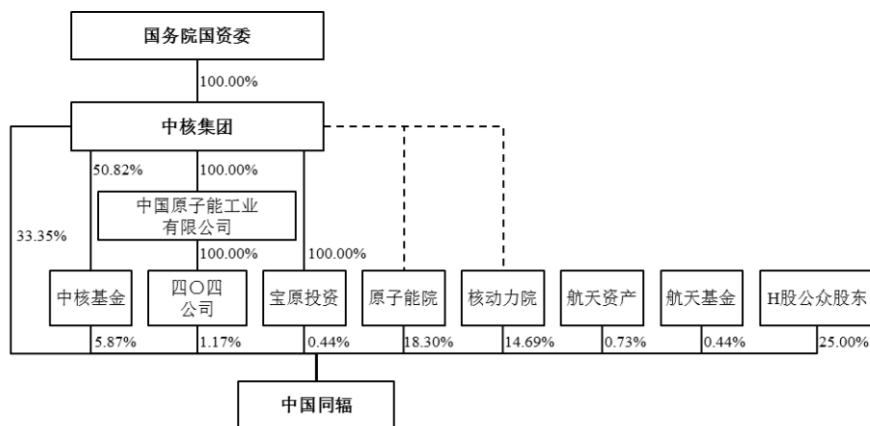 国务院国资委
100.00%
中核集团
50.82%
100.00%
中国原子能工业
有限公司
33.35%
100.00%
100.00%
中核基金
四〇四
公司
宝原投资
原子能院
核动力院
航天资产
航天基金
H股公众股东
5.87%
1.17%
0.44%
18.30%
14.69%
0.73%
0.44%
25.00%
中国同辐